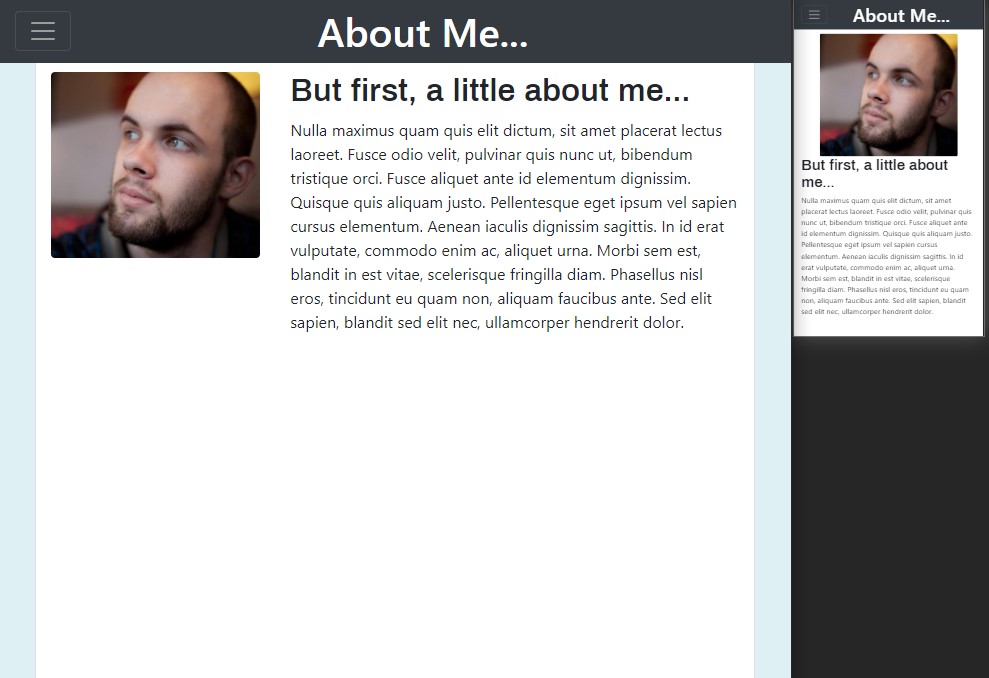 About Me...
But first, a little about me...
Nulla maximus quam quis elit dictum, sit amet placerat lectus
laoreet. Fusce odio velit, pulvinar quis nunc ut, bibendum
tristique orci. Fusce aliquet ante id elementum dignissim.
Quisque quis aliquam justo. Pellentesque eget ipsum vel sapien
cursus elementum. Aenean iaculis dignissim sagittis. In id erat
vulputate, commodo enim ac, aliquet urna. Morbi sem est,
blandit in est vitae, scelerisque fringilla diam. Phasellus nisl
eros, tincidunt eu quam non, aliquam faucibus ante. Sed elit
sapien, blandit sed elit nec, ullamcorper hendrerit dolor.
About Me...
But first, a little about
me...
Nulla maximus quam quis elit dictum, sit amet
placerat lectus laoreet. Fusce odio velit, pulvinar quis
nunc ut, bibendum tristique orci. Fusce aliquet ante
id elementum dignissim. Quisque quis aliquam justo.
Pellentesque eget ipsum vel sapien cursus
elementum. Aenean iaculis dignissim sagittis. In id
erat vulputate, commodo enim ac, aliquet urna.
Morbi sem est, blandit in est vitae, scelerisque
fringilla diam. Phasellus nisl eros, tincidunt eu quam
non, aliquam faucibus ante. Sed elit sapien, blandit
sed elit nec, ullamcorper hendrerit dolor.